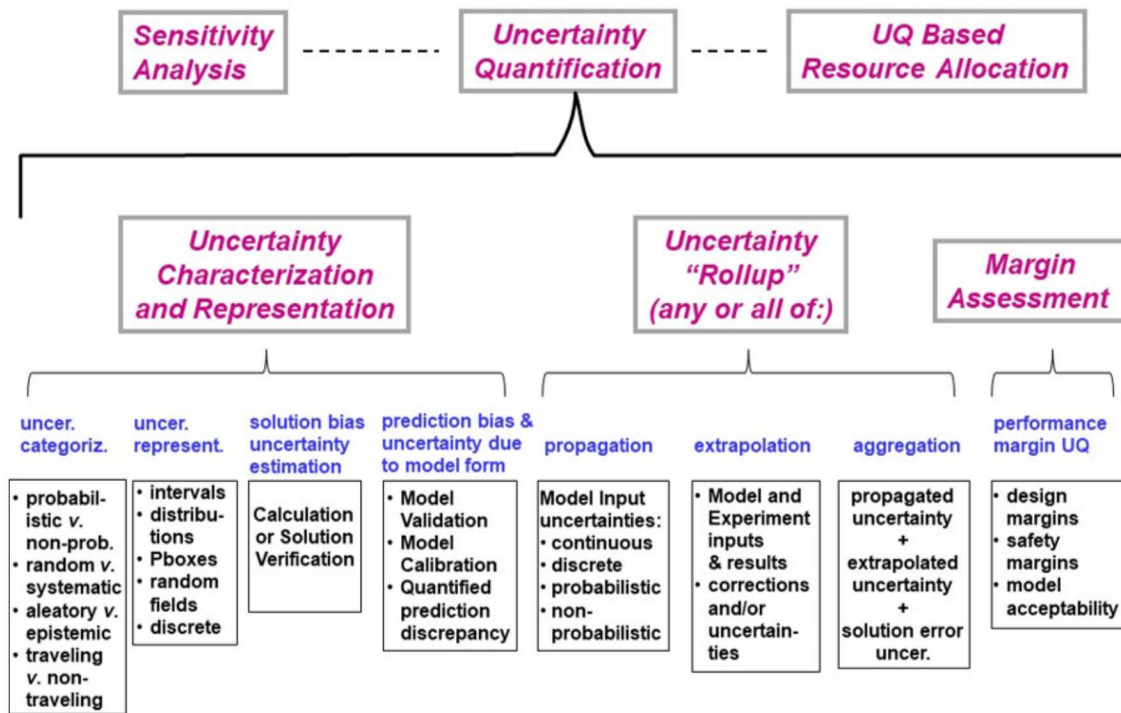 Sensitivity
Analysis
Uncertainty
Quantification
UQ Based
Resource Allocation
Uncertainty
Characterization
and Representation
Uncertainty
“Rollup”
(any or all of:)
Margin
Assessment
uncer.
categoriz.
uncer.
represent.
solution bias
uncertainty
estimation
prediction bias &
uncertainty due
to model form
propagation
extrapolation
aggregation
performance
margin UQ
• probabil-
istic v.
non-prob.
• random v.
systematic
• aleatory v.
epistemic
• traveling
v. non-
traveling
• intervals
• distribu-
tions
• Pboxes
• random
fields
• discrete
Calculation
or Solution
Verification
• Model
Validation
• Model
Calibration
• Quantified
prediction
discrepancy
Model Input
uncertainties:
• continuous
• discrete
• probabilistic
• non-
probabilistic
• Model and
Experiment
inputs
& results
• corrections
and/or
uncertain-
ties
propagated
uncertainty
+
extrapolated
uncertainty
+
solution error
uncer.
• design
margins
• safety
margins
• model
acceptability